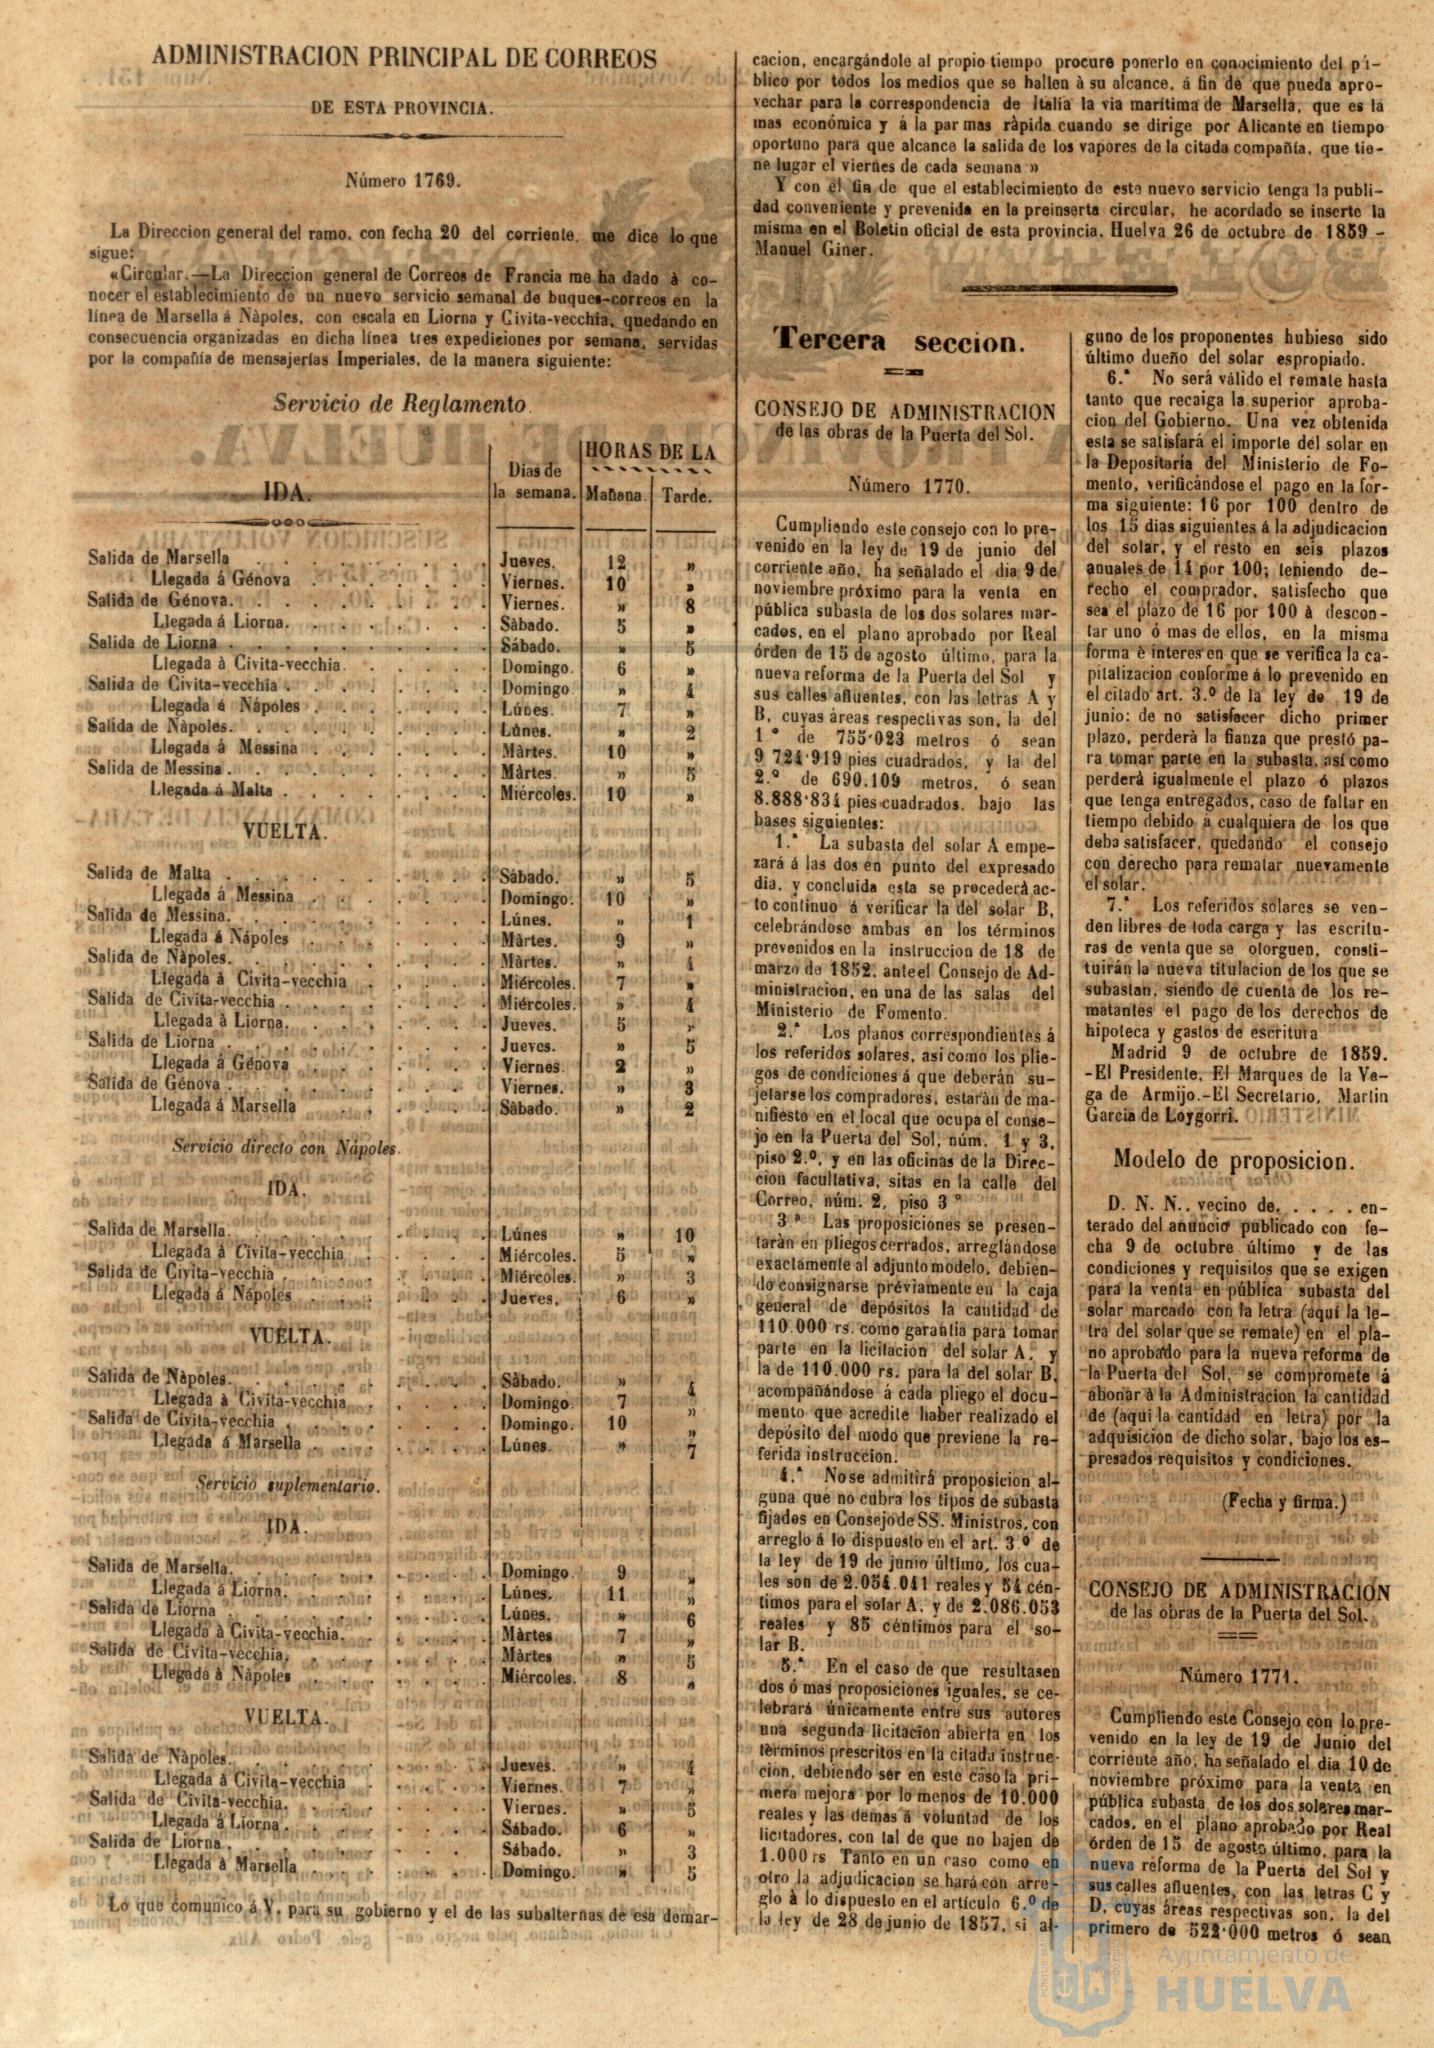 ADMINISTRACION PRINCIPAL DE CORREOS
DE ESTA PROVINCIA.
Número 1769.
La Direccion general del ramo, con fecha 20 del corriente, me dice lo que
sigue:
«Circular.—La Direccion general de Correos de Francia me ha dado à co-
nocer el establecimiento de un nuevo servicio semanal de buques-correos en la
línea de Marsella á Nàpoles, con escala en Liorna y Civita-vecchia, quedando en
consecuencia organizadas en dicha línea tres expediciones por semana, servidas
por la compañía de mensajerías Imperiales, de la manera siguiente:
Servicio de Reglamento.
IDA. Dias de la semana. HORAS DE LA Mañana. Tarde.
Salida de Marsella Jueves. 12 »
Llegada á Génova Viernes. 10 »
Salida de Génova. Viernes. » 8
Llegada á Liorna. Sàbado. 5 »
Salida de Liorna Sábado. » 5
Llegada à Civita-vecchia. Domingo. 6 »
Salida de Civita-vecchia. Domingo » 4
Llegada á Nápoles Lúnes. 7 »
Salida de Nàpoles. Lúnes. » 2
Llegada á Messina Màrtes. 10 »
Salida de Messina. Màrtes. » 5
Llegada á Malta Miércoles. 10 »
VUELTA.
Salida de Malta Sábado. » 5
Llegada á Messina Domingo. 10 »
Salida de Messina. Lúnes. » 1
Llegada á Nápoles Màrtes. 9 »
Salida de Nàpoles. Màrtes. » 4
Llegada à Civita-vecchia Miércoles. 7 »
Salida de Civita-vecchia Miércoles. » 4
Llegada à Liorna. Jueves. 5 »
Salida de Liorna Jueves. » 5
Llegada á Génova Viernes. 2 »
Salida de Génova Viernes. » 3
Llegada á Marsella Sàbado. » 2
Servicio directo con Nápoles.
IDA.
Salida de Marsella. Lúnes » 10
Llegada à Civita-vecchia Miércoles. 5 »
Salida de Civita-vecchia Miércoles. » 3
Llegada á Nápoles Jueves. 6 »
VUELTA.
Salida de Nàpoles. Sàbado. » 4
Llegada à Civita-vecchia Domingo 7 »
Salida de Civita-vecchia Domingo. 10 »
Llegada á Marsella Lúnes. » 7
Servicio suplementario.
IDA.
Salida de Marsella. Domingo 9 »
Llegada á Liorna. Lúnes. 11 »
Salida de Liorna Lúnes. » 6
Llegada à Civita-vecchia. Màrtes 7 »
Salida de Civita-vecchia. Màrtes » 5
Llegada à Nàpoles Miércoles. 8 »
VUELTA.
Salida de Nàpoles. Jueves. » 4
Llegada à Civita-vecchia Viernes. 7 »
Salida de Civita-vecchia. Viernes. » 5
Llegada á Liorna. Sábado. 6 »
Salida de Liorna. Sábado. » 3
Llegada à Marsella Domingo. » 5
Lo que comunico á V. para su gobierno y el de las subalternas de esa demar-
cacion, encargándole al propio tiempo procure ponerlo en conocimiento del pú-
blico por todos los medios que se hallen à su alcance, á fin de que pueda apro-
vechar para la correspondencia de Italia la via marítima de Marsella, que es la
mas económica y á la par mas ràpida cuando se dirige por Alicante en tiempo
oportuno para que alcance la salida de los vapores de la citada compañía, que tie-
ne lugar el viernes de cada semana »
Y con el fin de que el establecimiento de este nuevo servicio tenga la publi-
dad conveniente y prevenida en la preinserta circular, he acordado se inserte la
misma en el Boletin oficial de esta provincia. Huelva 26 de octubre de 1859 -
Manuel Giner.
Tercera seccion.
CONSEJO DE ADMINISTRACION
de las obras de la Puerta del Sol.
Número 1770.
Cumpliendo este consejo con lo pre-
venido en la ley de 19 de junio del
corriente año, ha señalado el dia 9 de
noviembre próximo para la venta en
pública subasta de los dos solares mar-
cados, en el plano aprobado por Real
órden de 15 de agosto último, para la
nueva reforma de la Puerta del Sol y
sus calles afluentes, con las letras A y
B, cuyas áreas respectivas son, la del
1.º de 755'023 metros ó sean
9 724'919 pies cuadrados, y la del
2.º de 690.109 metros, ó sean
8.888'834 pies cuadrados, bajo las
bases siguientes:
1.ª La subasta del solar A empe-
zará á las dos en punto del expresado
dia, y concluida esta se procederá ac-
to continuo á verificar la del solar B,
celebrándose ambas en los términos
prevenidos en la instruccion de 18 de
marzo de 1852, ante el Consejo de Ad-
ministracion, en una de las salas del
Ministerio de Fomento.
2.ª Los planos correspondientes á
los referidos solares, asi como los plie-
gos de condiciones á que deberán su-
jetarse los compradores, estaràn de ma-
nifiesto en el local que ocupa el conse-
jo en la Puerta del Sol, núm. 1 y 3,
piso 2.º, y en las oficinas de la Direc-
cion facultativa, sitas en la calle del
Correo, núm. 2, piso 3 º
3.ª Las proposiciones se presen-
taràn en pliegos cerrados, arreglándose
exactamente al adjunto modelo, debien-
do consignarse préviamente en la caja
general de depósitos la cantidad de
110.000 rs. como garantia para tomar
parte en la licitacion del solar A, y
la de 110.000 rs. para la del solar B,
acompañándose á cada pliego el docu-
mento que acredite haber realizado el
depósito del modo que previene la re-
ferida instruccion.
4.ª No se admitirá proposicion al-
guna que no cubra los tipos de subasta
fijados en Consejo de SS. Ministros, con
arreglo á lo dispuesto en el art. 3.º de
la ley de 19 de junio último, los cua-
les son de 2.054.041 reales y 54 cén-
timos para el solar A, y de 2.086.053
reales y 85 céntimos para el so-
lar B.
5.ª En el caso de que resultasen
dos ó mas proposiciones iguales, se ce-
lebrará únicamente entre sus autores
una segunda licitacion abierta en los
términos prescritos en la citada instruc-
cion, debiendo ser en este caso la pri-
mera mejora por lo menos de 10.000
reales y las demás á voluntad de los
licitadores, con tal de que no bajen de
1.000 rs Tanto en un caso como en
otro la adjudicacion se hará con arre-
glo à lo dispuesto en el artículo 6.º de
la ley de 28 de junio de 1857, si al-
guno de los proponentes hubiese sido
último dueño del solar espropiado.
6.ª No será válido el remate hasta
tanto que recaiga la superior aproba-
cion del Gobierno. Una vez obtenida
esta se satisfará el importe del solar en
la Depositaria del Ministerio de Fo-
mento, verificándose el pago en la for-
ma siguiente: 16 por 100 dentro de
los 15 dias siguientes á la adjudicacion
del solar, y el resto en seis plazos
anuales de 14 por 100; teniendo de-
recho el comprador, satisfecho que
sea el plazo de 16 por 100 à descon-
tar uno ó mas de ellos, en la misma
forma è interes en que se verifica la ca-
pitalizacion conforme á lo prevenido en
el citado art. 3.º de la ley de 19 de
junio: de no satisfacer dicho primer
plazo, perderà la fianza que prestó pa-
ra tomar parte en la subasta, así como
perderá igualmente el plazo ó plazos
que tenga entregados, caso de faltar en
tiempo debido à cualquiera de los que
deba satisfacer, quedando el consejo
con derecho para rematar nuevamente
el solar.
7.ª Los referidos solares se ven-
den libres de toda carga y las escritu-
ras de venta que se otorguen, consti-
tuirán la nueva titulacion de los que se
subastan, siendo de cuenta de los re-
matantes el pago de los derechos de
hipoteca y gastos de escritura
Madrid 9 de octubre de 1859.
-El Presidente, El Marques de la Ve-
ga de Armijo.-El Secretario, Martin
Garcia de Loygorri.
Modelo de proposicion.
D. N. N., vecino de. . . . . en-
terado del anuncio publicado con fe-
cha 9 de octubre último y de las
condiciones y requisitos que se exigen
para la venta en pública subasta del
solar marcado con la letra (aquí la le-
tra del solar que se remate) en el pla-
no aprobado para la nueva reforma de
la Puerta del Sol, se compromete á
abonar à la Administracion la cantidad
de (aqui la cantidad en letra) por la
adquisicion de dicho solar, bajo los es-
presados requisitos y condiciones.
(Fecha y firma.)
CONSEJO DE ADMINISTRACION
de las obras de la Puerta del Sol.
Número 1771.
Cumpliendo este Consejo con lo pre-
venido en la ley de 19 de Junio del
corriente año, ha señalado el dia 10 de
noviembre próximo para la venta en
pública subasta de los dos solares mar-
cados, en el plano aprobado por Real
órden de 15 de agosto último, para la
nueva reforma de la Puerta del Sol y
sus calles afluentes, con las letras C y
D, cuyas áreas respectivas son, la del
primero de 522'000 metros ó sean
Ayuntamiento de
HUELVA